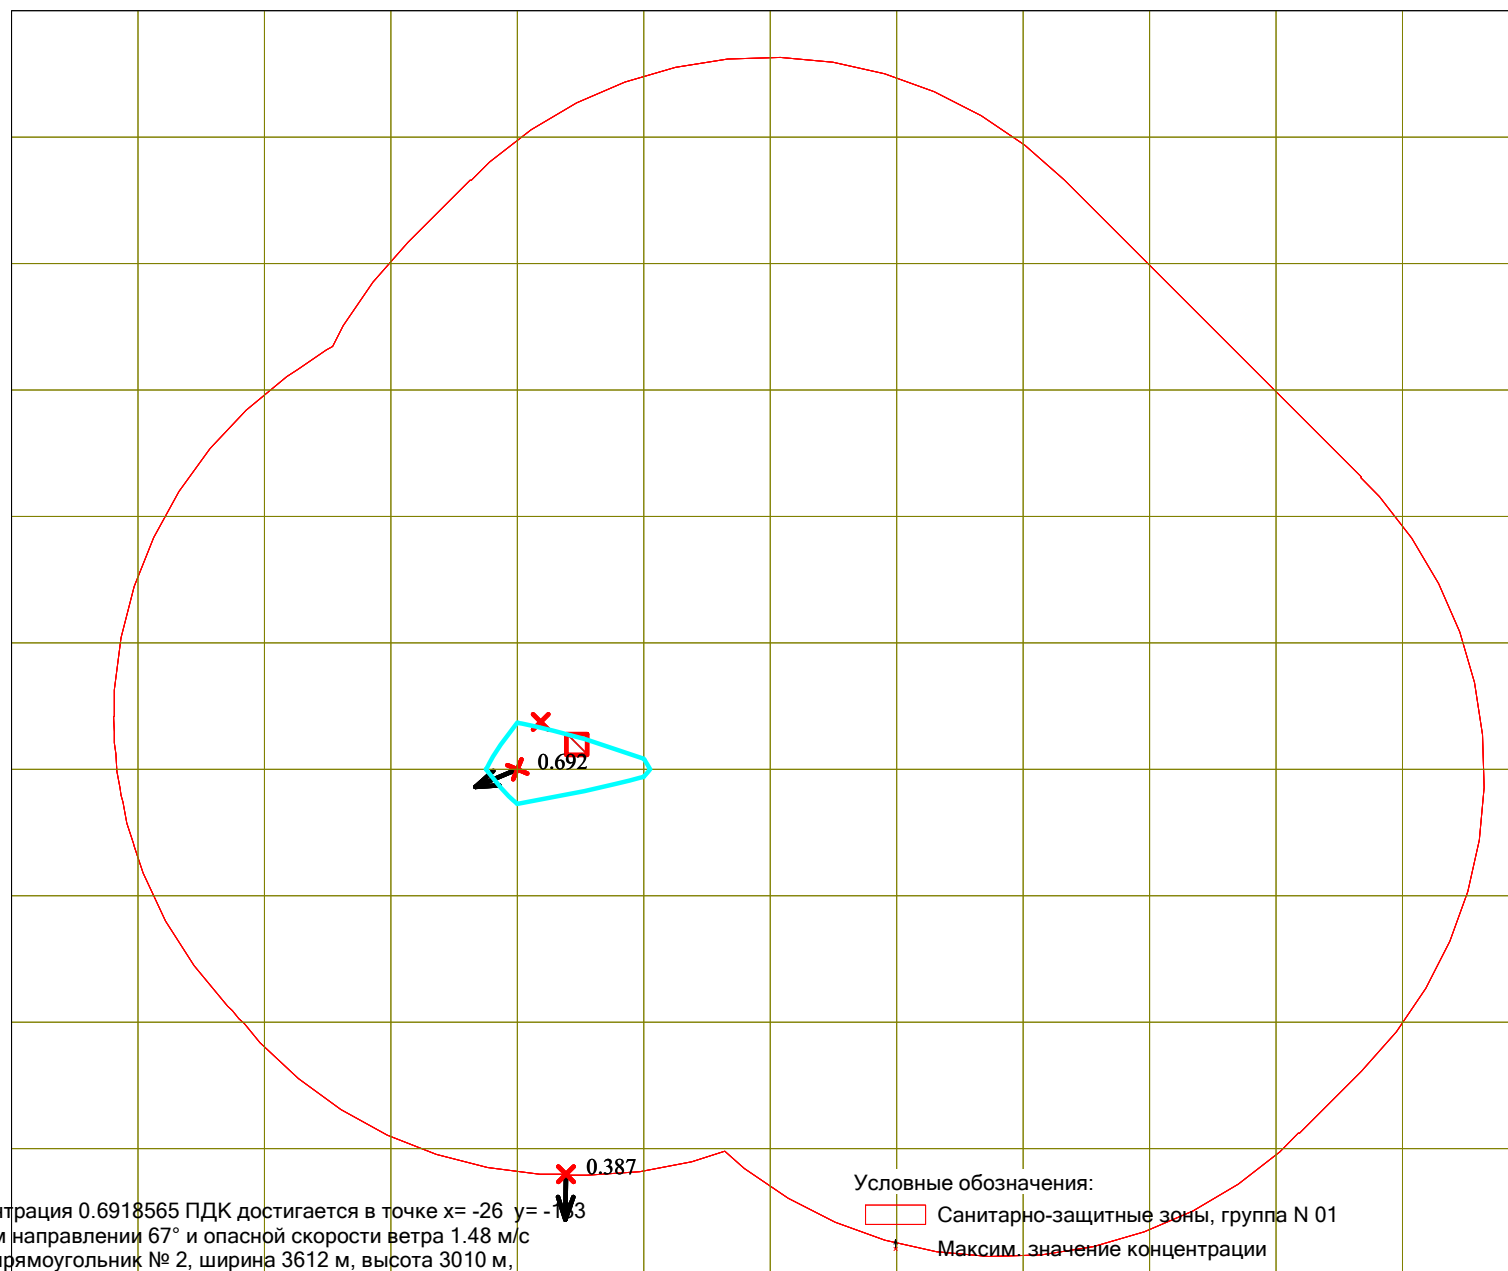 0.692
0.387
нтрация 0.6918565 ПДК достигается в точке x= -26 y=
м направлении 67° и опасной скорости ветра 1.48 м/с
прямоугольник № 2, ширина 3612 м, высота 3010 м,
Условные обозначения:
Санитарно-защитные зоны, группа N 01
Максим. значение концентрации